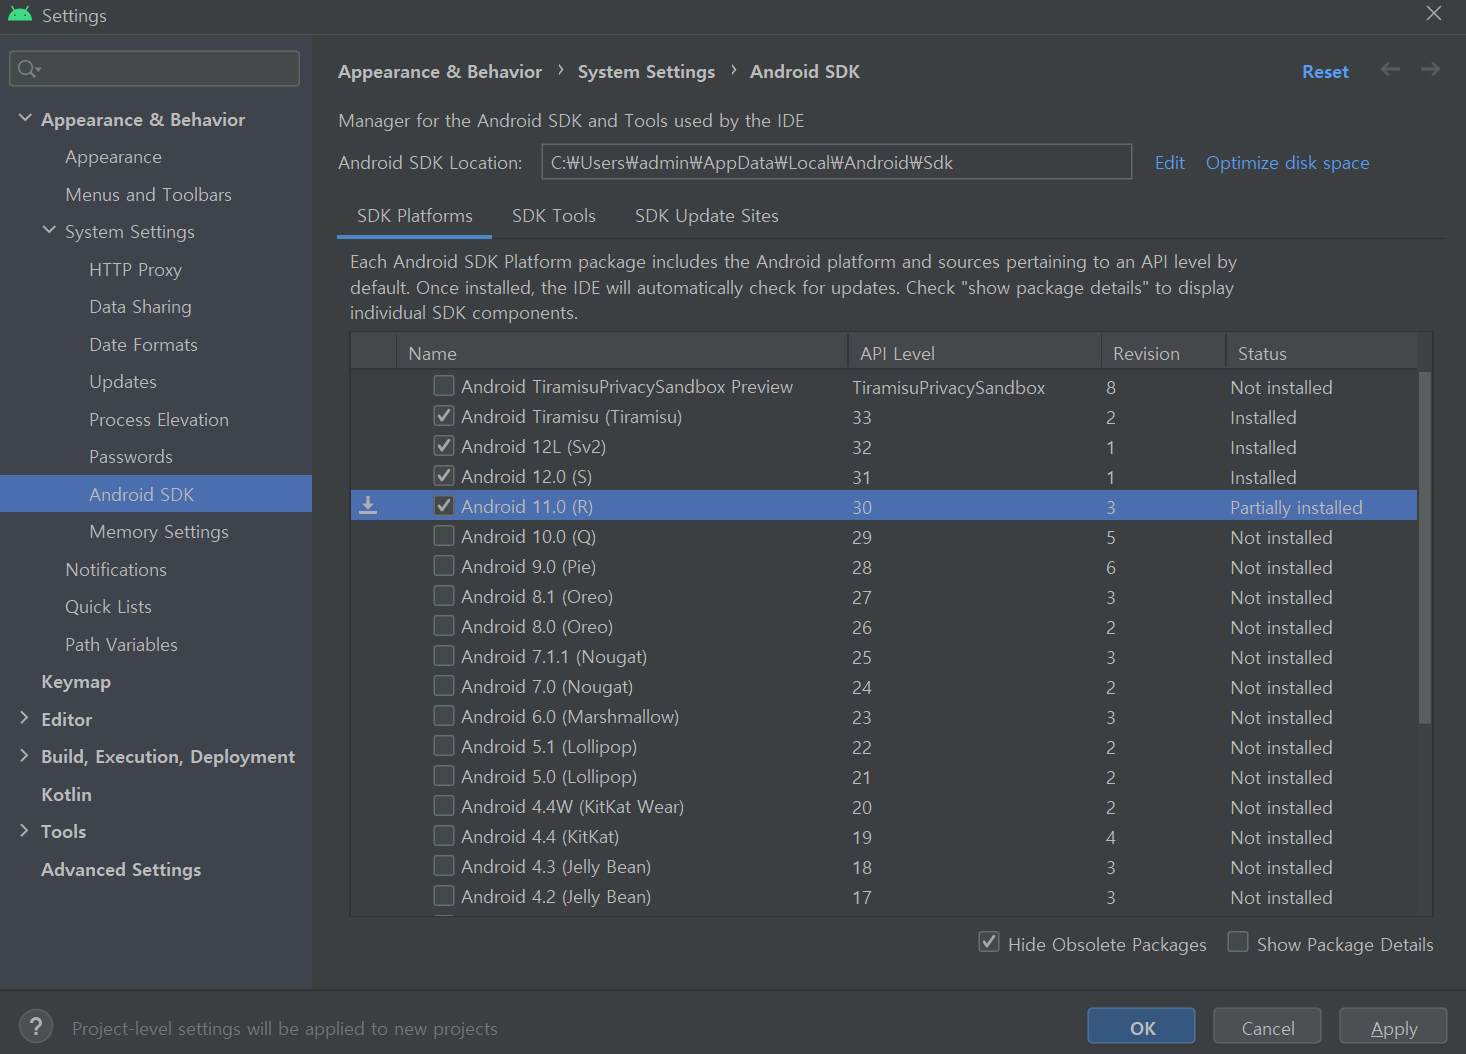 Settings
Appearance & Behavior
Appearance
Menus and Toolbars
System Settings
HTTP Proxy
Data Sharing
Date Formats
Updates
Process Elevation
Passwords
Android SDK
Memory Settings
Notifications
Quick Lists
Path Variables
Keymap
Editor
Build, Execution, Deployment
Kotlin
Tools
Advanced Settings
Appearance & Behavior › System Settings › Android SDK
Reset
Manager for the Android SDK and Tools used by the IDE
Android SDK Location: C:₩Users₩admin₩AppData₩Local₩Android₩Sdk Edit Optimize disk space
SDK Platforms SDK Tools SDK Update Sites
Each Android SDK Platform package includes the Android platform and sources pertaining to an API level by
default. Once installed, the IDE will automatically check for updates. Check "show package details" to display
individual SDK components.
Name API Level Revision Status
Android TiramisuPrivacySandbox Preview TiramisuPrivacySandbox 8 Not installed
Android Tiramisu (Tiramisu) 33 2 Installed
Android 12L (Sv2) 32 1 Installed
Android 12.0 (S) 31 1 Installed
Android 11.0 (R) 30 3 Partially installed
Android 10.0 (Q) 29 5 Not installed
Android 9.0 (Pie) 28 6 Not installed
Android 8.1 (Oreo) 27 3 Not installed
Android 8.0 (Oreo) 26 2 Not installed
Android 7.1.1 (Nougat) 25 3 Not installed
Android 7.0 (Nougat) 24 2 Not installed
Android 6.0 (Marshmallow) 23 3 Not installed
Android 5.1 (Lollipop) 22 2 Not installed
Android 5.0 (Lollipop) 21 2 Not installed
Android 4.4W (KitKat Wear) 20 2 Not installed
Android 4.4 (KitKat) 19 4 Not installed
Android 4.3 (Jelly Bean) 18 3 Not installed
Android 4.2 (Jelly Bean) 17 3 Not installed
Hide Obsolete Packages Show Package Details
? Project-level settings will be applied to new projects
OK Cancel Apply